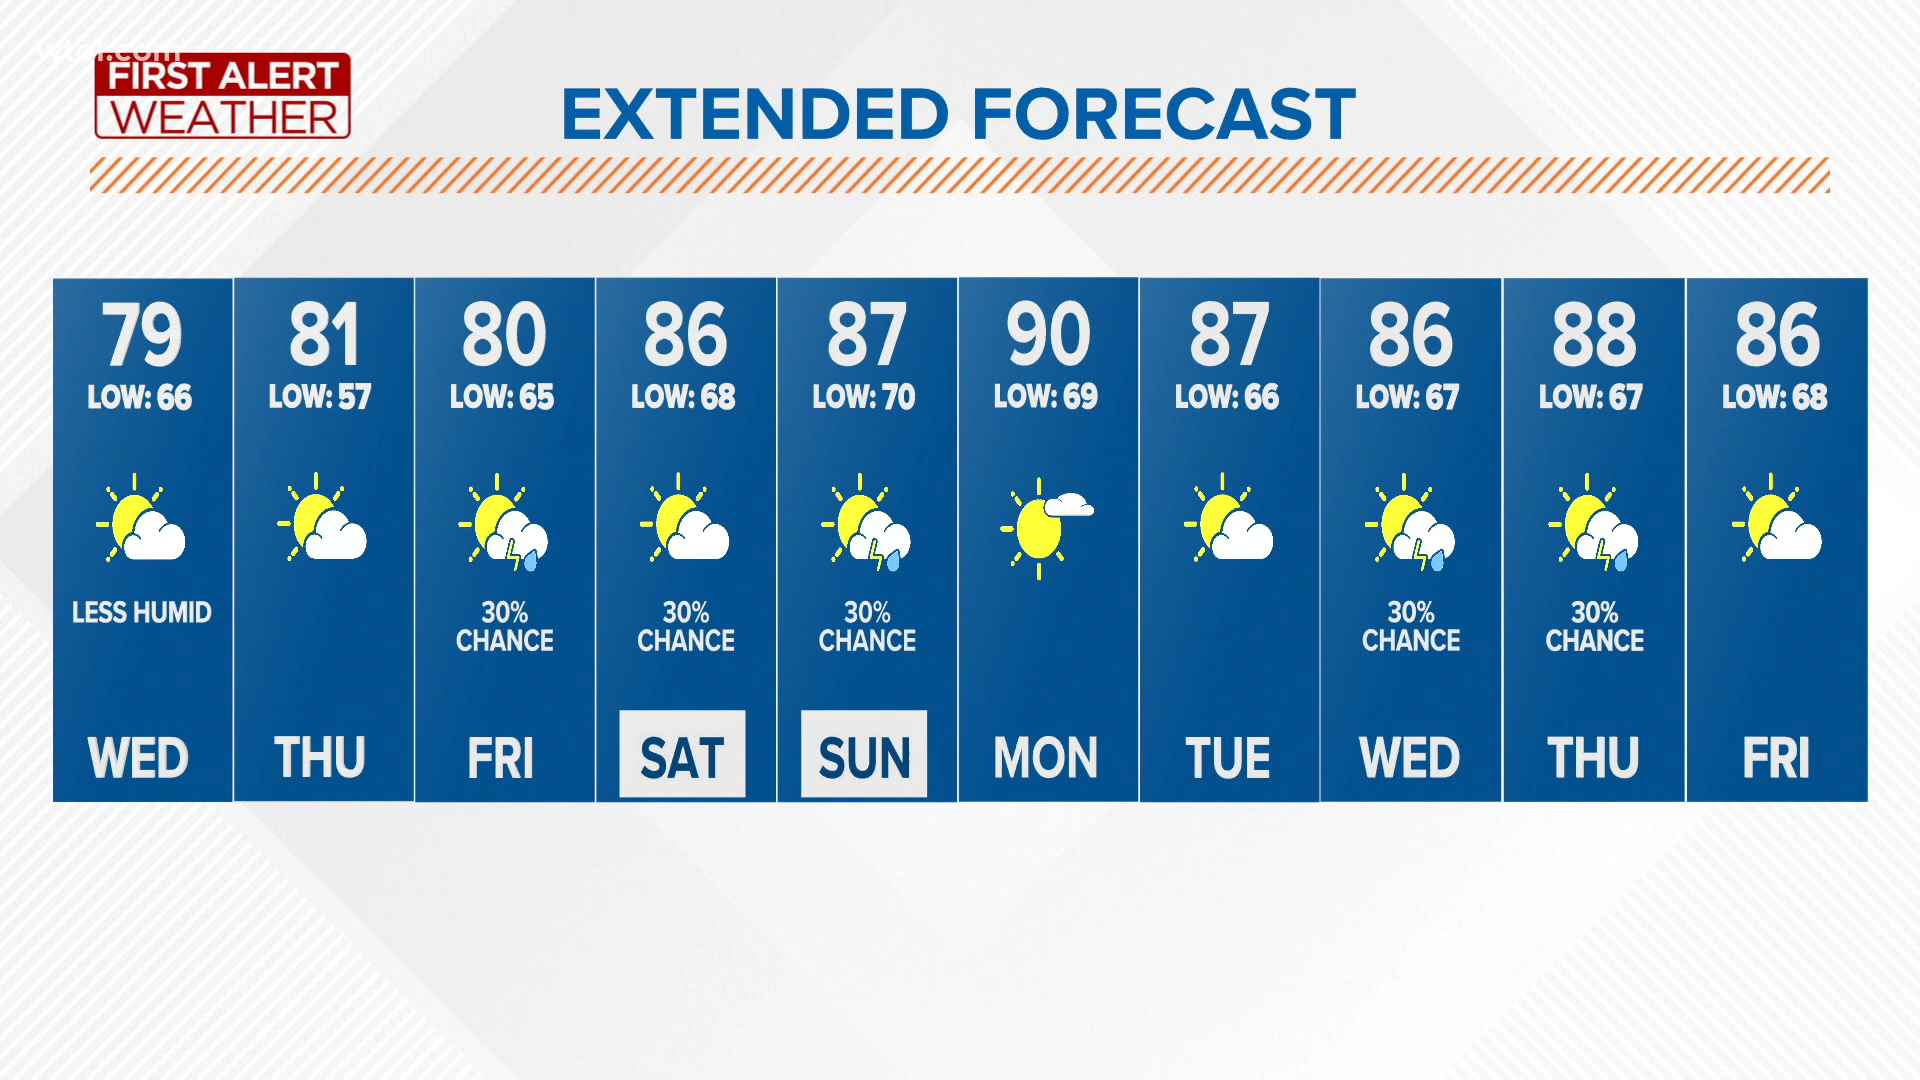 FIRST ALERT
WEATHER
EXTENDED FORECAST
79
LOW: 66
LESS HUMID
WED
81
LOW: 57
THU
80
LOW: 65
30%
CHANCE
FRI
86
LOW: 68
30%
CHANCE
SAT
87
LOW: 70
30%
CHANCE
SUN
90
LOW: 69
MON
87
LOW: 66
TUE
86
LOW: 67
30%
CHANCE
WED
88
LOW: 67
30%
CHANCE
THU
86
LOW: 68
FRI